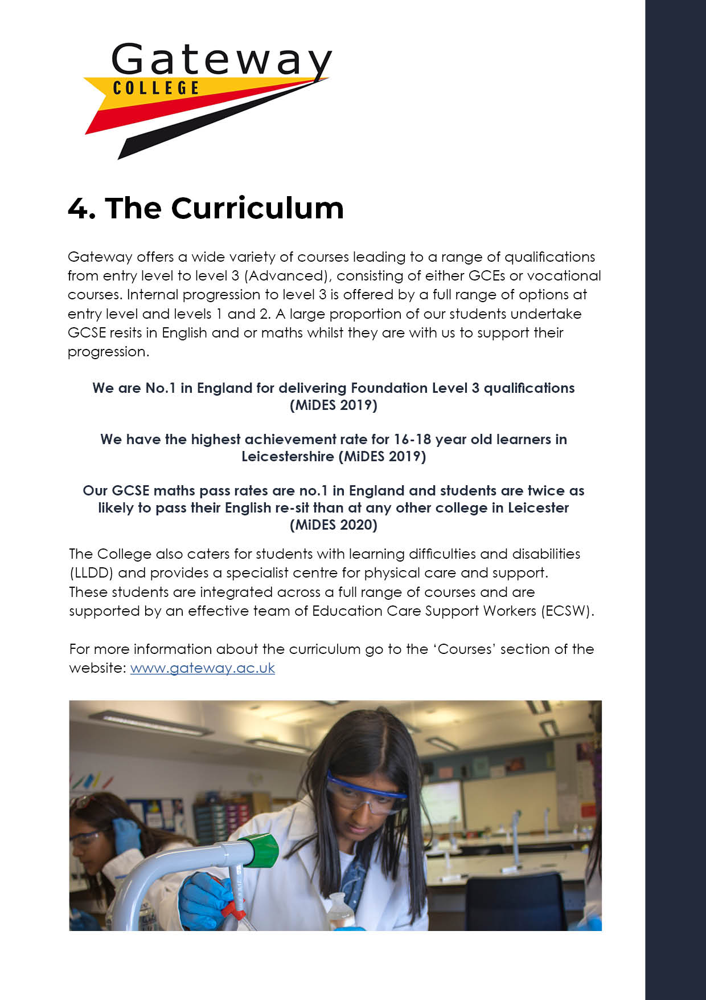 Gateway
COLLEGE
4. The Curriculum
Gateway offers a wide variety of courses leading to a range of qualifications
from entry level to level 3 (Advanced), consisting of either GCEs or vocational
courses. Internal progression to level 3 is offered by a full range of options at
entry level and levels 1 and 2. A large proportion of our students undertake
GCSE resits in English and or maths whilst they are with us to support their
progression.
We are No.1 in England for delivering Foundation Level 3 qualifications
(MiDES 2019)
We have the highest achievement rate for 16-18 year old learners in
Leicestershire (MiDES 2019)
Our GCSE maths pass rates are no.1 in England and students are twice as
likely to pass their English re-sit than at any other college in Leicester
(MiDES 2020)
The College also caters for students with learning difficulties and disabilities
(LLDD) and provides a specialist centre for physical care and support.
These students are integrated across a full range of courses and are
supported by an effective team of Education Care Support Workers (ECSW).
For more information about the curriculum go to the ‘Courses’ section of the
website: www.gateway.ac.uk